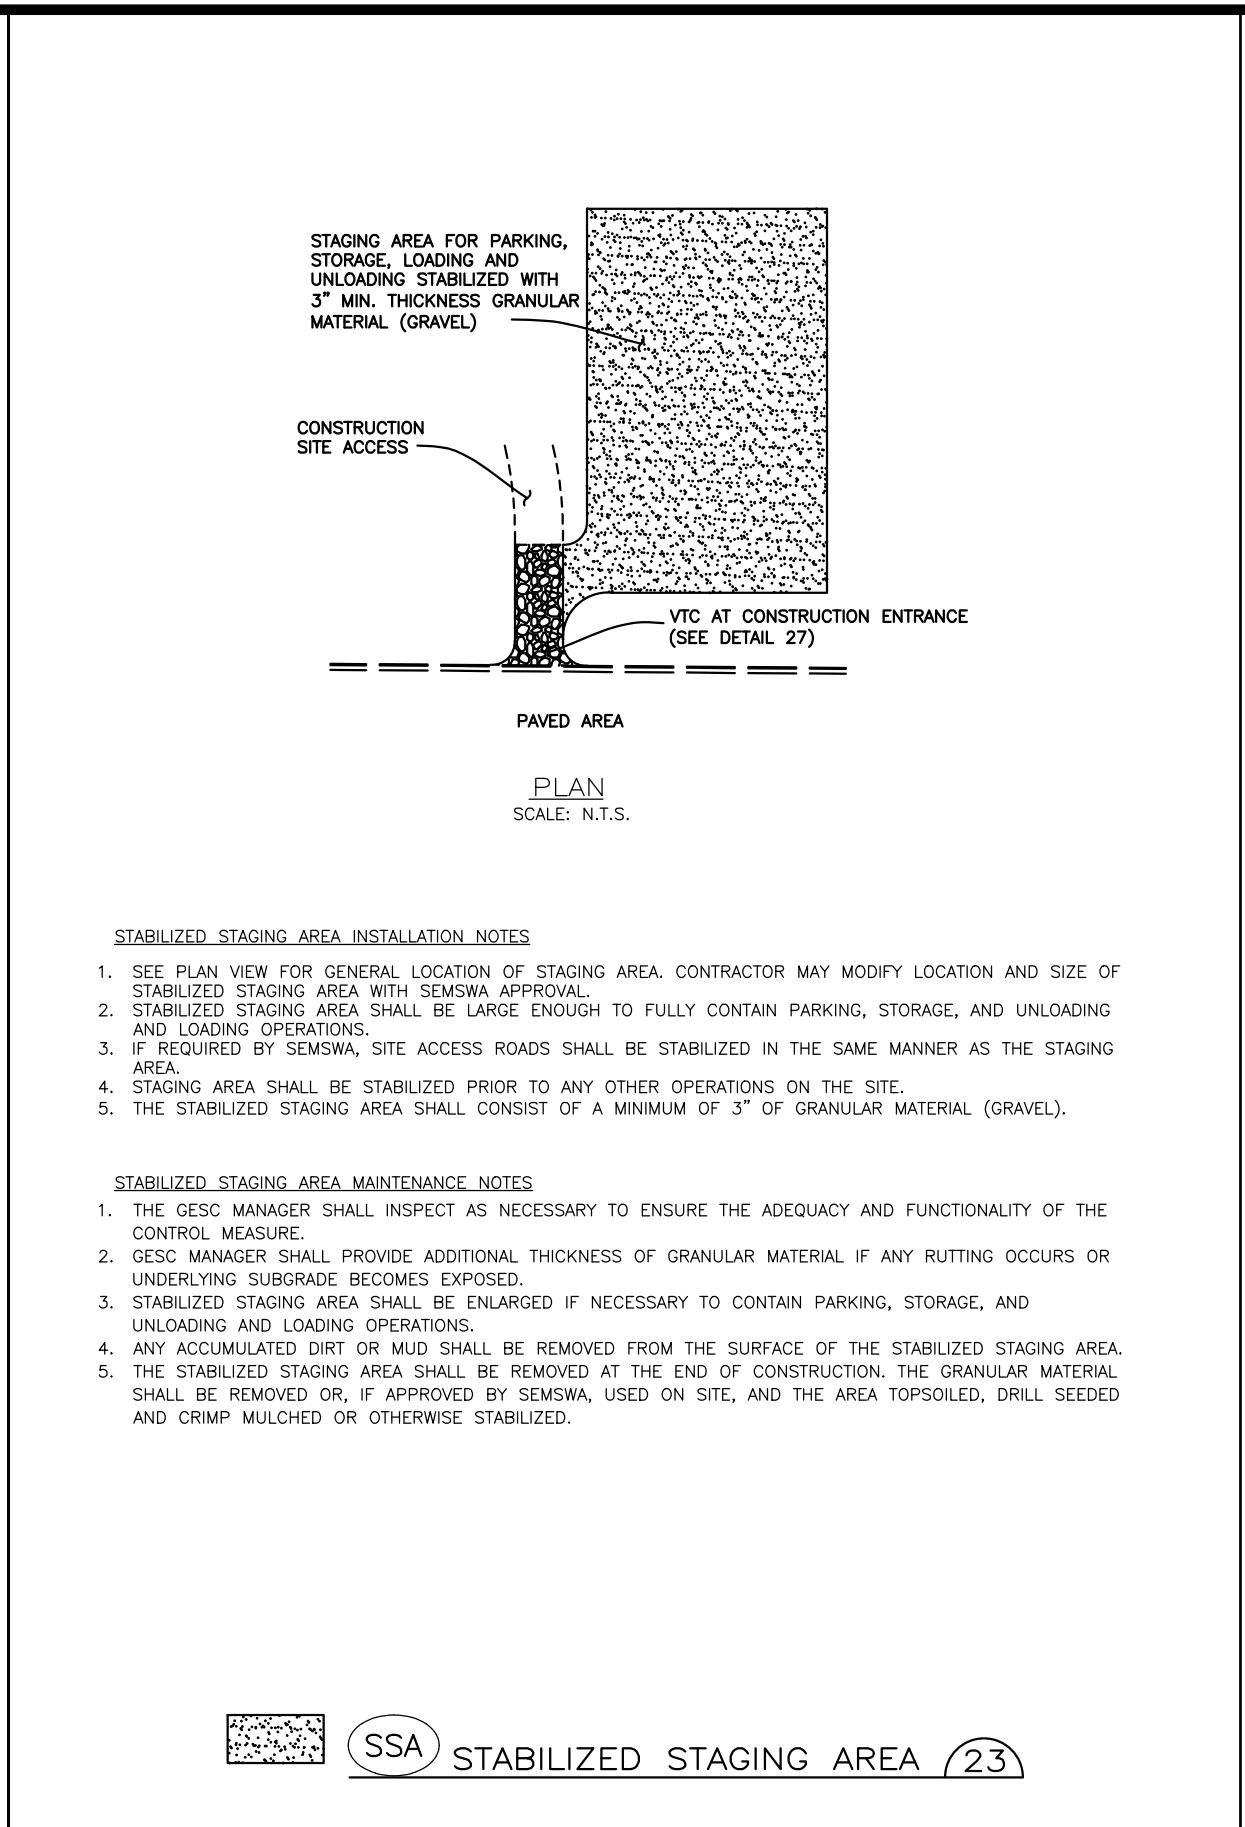 STAGING AREA FOR PARKING,
STORAGE, LOADING AND
UNLOADING STABILIZED WITH
3" MIN. THICKNESS GRANULAR
MATERIAL (GRAVEL)
CONSTRUCTION
SITE ACCESS
VTC AT CONSTRUCTION ENTRANCE
(SEE DETAIL 27)
PAVED AREA
PLAN
SCALE: N.T.S.
STABILIZED STAGING AREA INSTALLATION NOTES
1. SEE PLAN VIEW FOR GENERAL LOCATION OF STAGING AREA. CONTRACTOR MAY MODIFY LOCATION AND SIZE OF
STABILIZED STAGING AREA WITH SEMSWA APPROVAL.
2. STABILIZED STAGING AREA SHALL BE LARGE ENOUGH TO FULLY CONTAIN PARKING, STORAGE, AND UNLOADING
AND LOADING OPERATIONS.
3. IF REQUIRED BY SEMSWA, SITE ACCESS ROADS SHALL BE STABILIZED IN THE SAME MANNER AS THE STAGING
AREA.
4. STAGING AREA SHALL BE STABILIZED PRIOR TO ANY OTHER OPERATIONS ON THE SITE.
5. THE STABILIZED STAGING AREA SHALL CONSIST OF A MINIMUM OF 3" OF GRANULAR MATERIAL (GRAVEL).
STABILIZED STAGING AREA MAINTENANCE NOTES
1. THE GESC MANAGER SHALL INSPECT AS NECESSARY TO ENSURE THE ADEQUACY AND FUNCTIONALITY OF THE
CONTROL MEASURE.
2. GESC MANAGER SHALL PROVIDE ADDITIONAL THICKNESS OF GRANULAR MATERIAL IF ANY RUTTING OCCURS OR
UNDERLYING SUBGRADE BECOMES EXPOSED.
3. STABILIZED STAGING AREA SHALL BE ENLARGED IF NECESSARY TO CONTAIN PARKING, STORAGE, AND
UNLOADING AND LOADING OPERATIONS.
4. ANY ACCUMULATED DIRT OR MUD SHALL BE REMOVED FROM THE SURFACE OF THE STABILIZED STAGING AREA.
5. THE STABILIZED STAGING AREA SHALL BE REMOVED AT THE END OF CONSTRUCTION. THE GRANULAR MATERIAL
SHALL BE REMOVED OR, IF APPROVED BY SEMSWA, USED ON SITE, AND THE AREA TOPSOILED, DRILL SEEDED
AND CRIMP MULCHED OR OTHERWISE STABILIZED.
SSA STABILIZED STAGING AREA 23